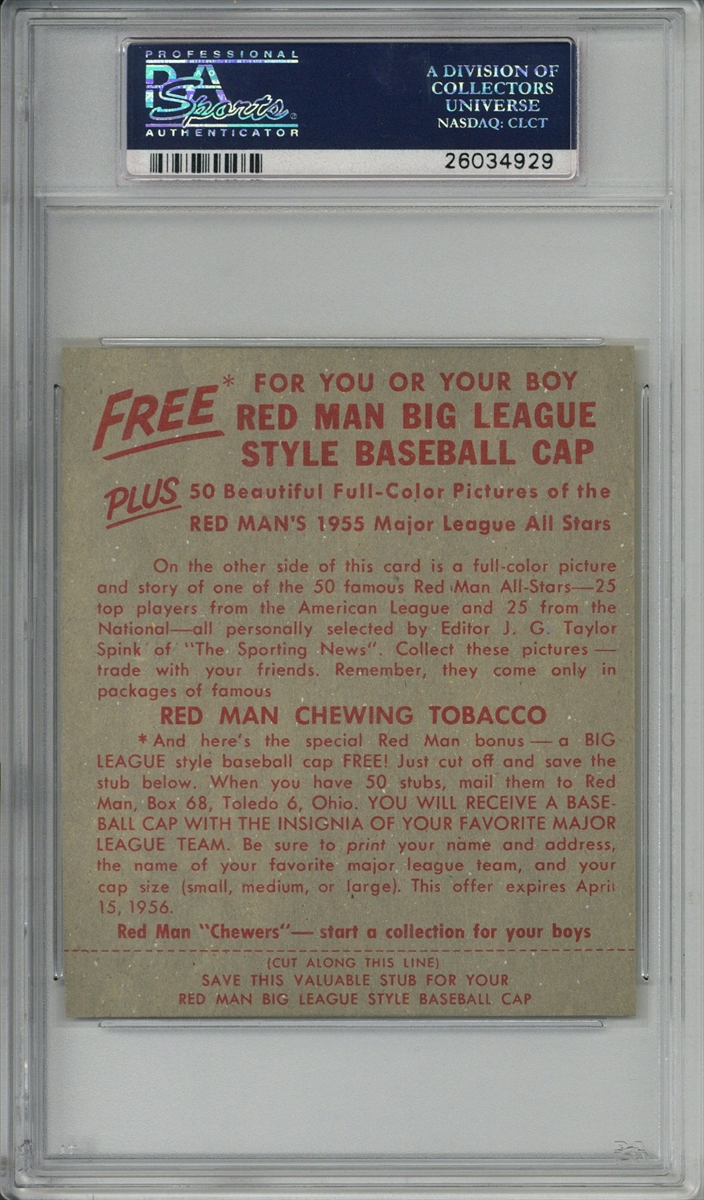 PROFESSIONAL
PSA
Sports
AUTHENTICATOR
A DIVISION OF
COLLECTORS
UNIVERSE
NASDAQ: CLCT
26034929
FREE* FOR YOU OR YOUR BOY
RED MAN BIG LEAGUE
STYLE BASEBALL CAP
PLUS 50 Beautiful Full-Color Pictures of the
RED MAN'S 1955 Major League All Stars
On the other side of this card is a full-color picture
and story of one of the 50 famous Red Man All-Stars—25
top players from the American League and 25 from the
National—all personally selected by Editor J. G. Taylor
Spink of "The Sporting News". Collect these pictures —
trade with your friends. Remember, they come only in
packages of famous
RED MAN CHEWING TOBACCO
*And here's the special Red Man bonus — a BIG
LEAGUE style baseball cap FREE! Just cut off and save the
stub below. When you have 50 stubs, mail them to Red
Man, Box 68, Toledo 6, Ohio. YOU WILL RECEIVE A BASE-
BALL CAP WITH THE INSIGNIA OF YOUR FAVORITE MAJOR
LEAGUE TEAM. Be sure to print your name and address,
the name of your favorite major league team, and your
cap size (small, medium, or large). This offer expires April
15, 1956.
Red Man "Chewers"— start a collection for your boys
(CUT ALONG THIS LINE)
SAVE THIS VALUABLE STUB FOR YOUR
RED MAN BIG LEAGUE STYLE BASEBALL CAP
PSA